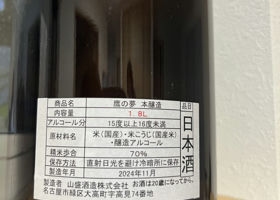 商品名 鷹の夢 本醸造
内容量 1.8L
アルコール分 15度以上16度未満
原材料名 米(国産)・米こうじ(国産米)
・醸造アルコール
精米歩合 70%
保存方法 直射日光を避け冷暗所に保存
製造年月 2024年11月
品目 日本酒
製造者 山盛酒造株式会社 お酒は20歳になってから。
名古屋市緑区大高町字高見74番地